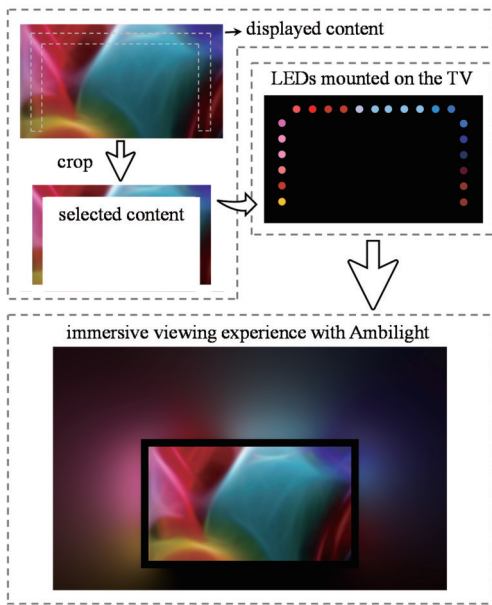 displayed content
LEDs mounted on the TV
crop
selected content
immersive viewing experience with Ambilight